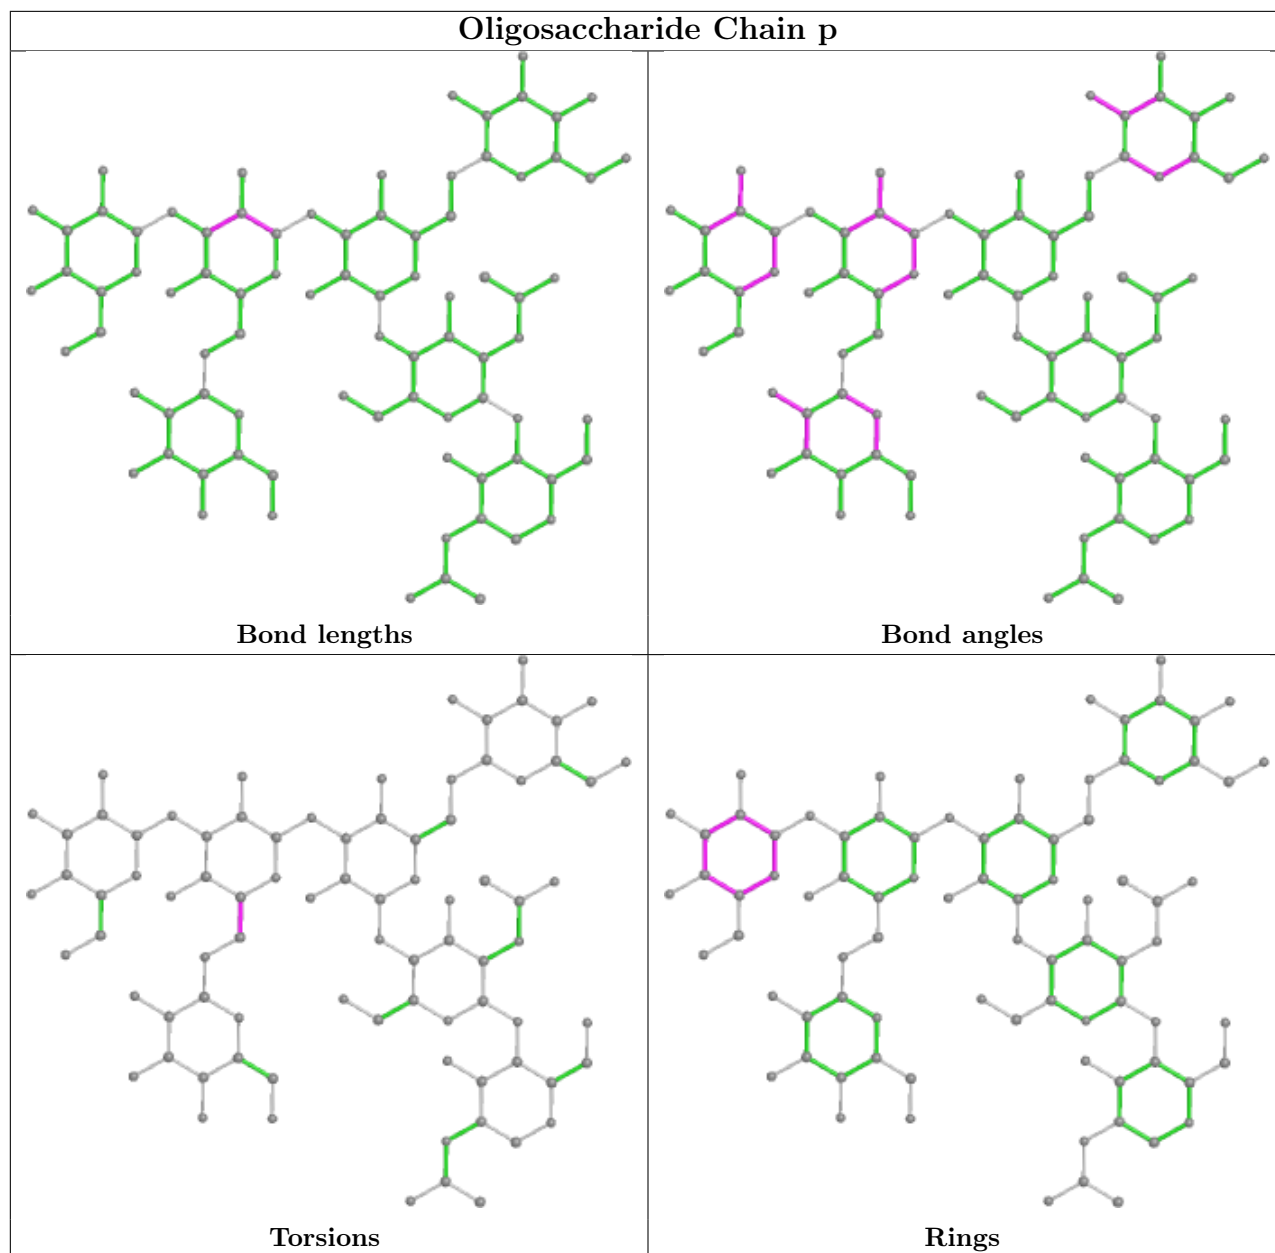 Oligosaccharide Chain p
Bond lengths
Bond angles
Torsions
Rings